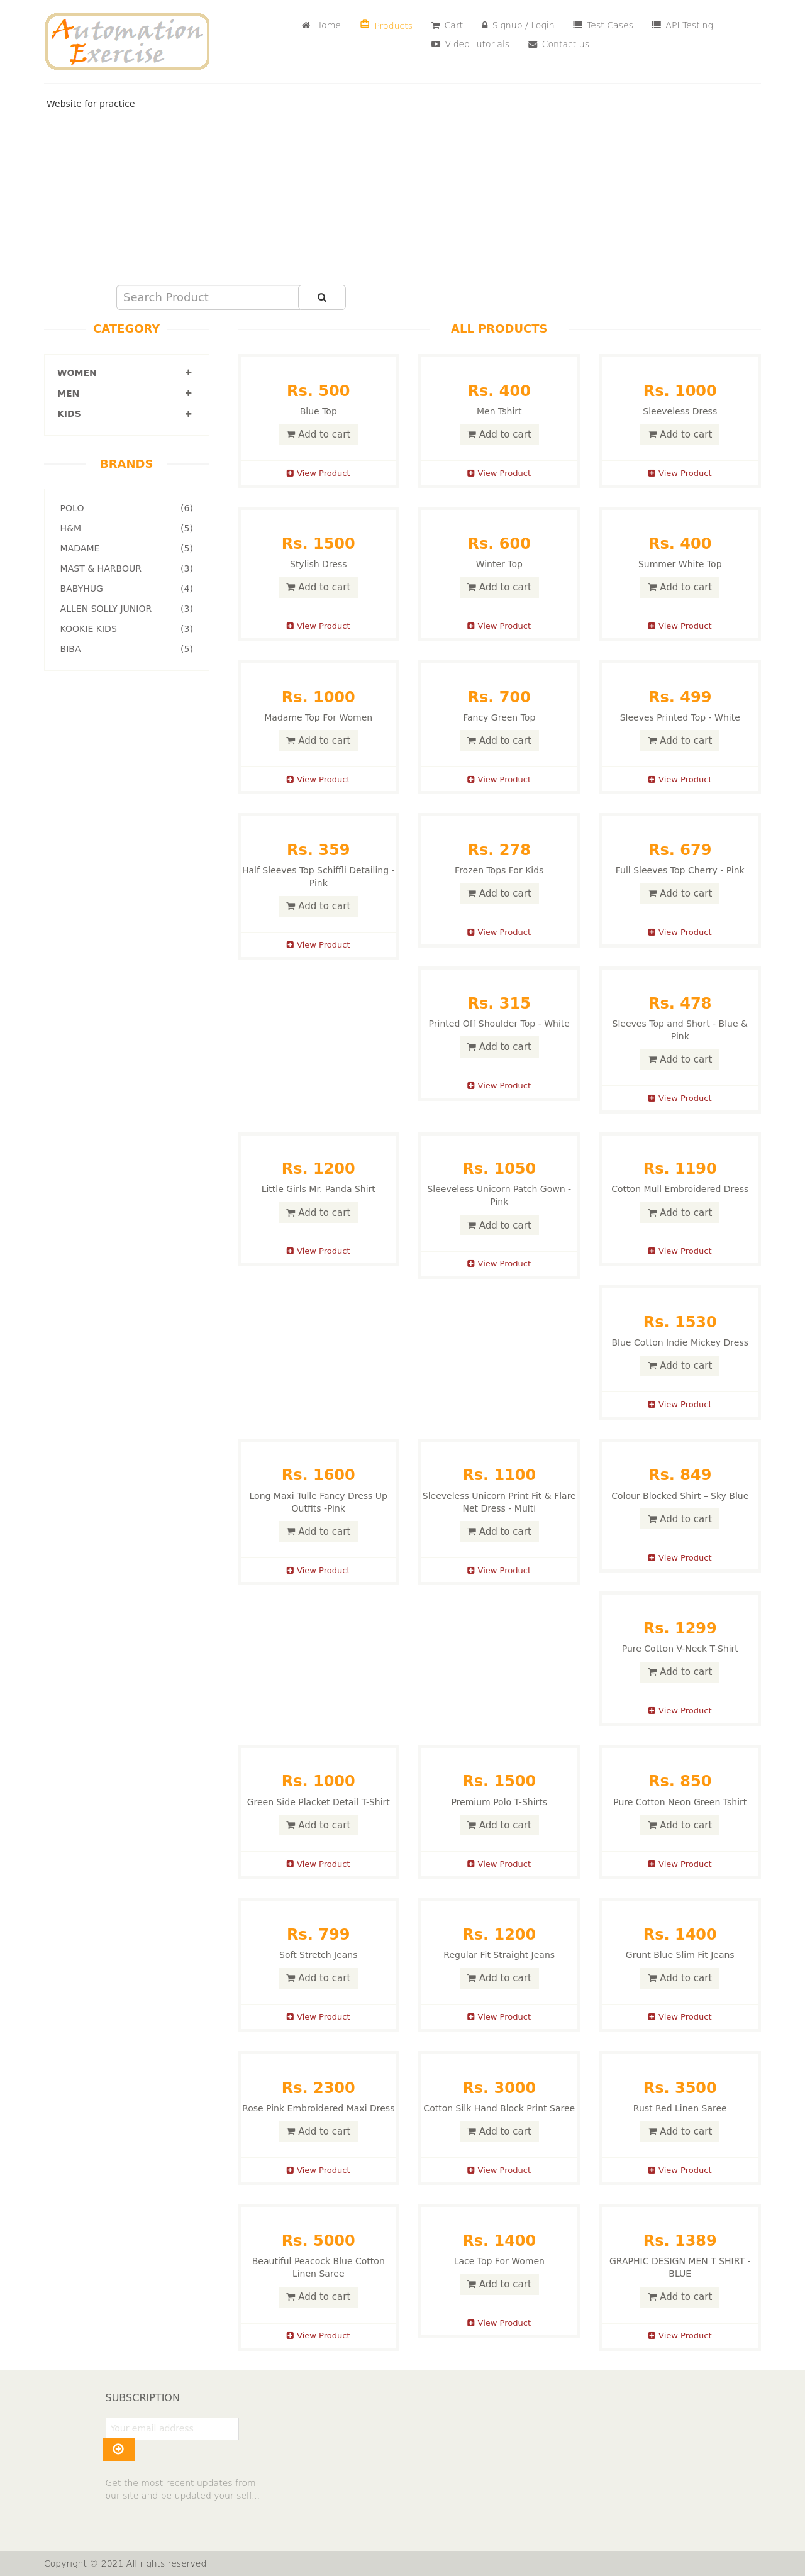 Automation
Exercise
Home
Products
Cart
Signup / Login
Test Cases
API Testing
Video Tutorials
Contact us
Website for practice
Search Product
CATEGORY
WOMEN
MEN
KIDS
BRANDS
POLO (6)
H&M (5)
MADAME (5)
MAST & HARBOUR (3)
BABYHUG (4)
ALLEN SOLLY JUNIOR (3)
KOOKIE KIDS (3)
BIBA (5)
ALL PRODUCTS
Rs. 500
Blue Top
Add to cart
View Product
Rs. 400
Men Tshirt
Add to cart
View Product
Rs. 1000
Sleeveless Dress
Add to cart
View Product
Rs. 1500
Stylish Dress
Add to cart
View Product
Rs. 600
Winter Top
Add to cart
View Product
Rs. 400
Summer White Top
Add to cart
View Product
Rs. 1000
Madame Top For Women
Add to cart
View Product
Rs. 700
Fancy Green Top
Add to cart
View Product
Rs. 499
Sleeves Printed Top - White
Add to cart
View Product
Rs. 359
Half Sleeves Top Schiffli Detailing -
Pink
Add to cart
View Product
Rs. 278
Frozen Tops For Kids
Add to cart
View Product
Rs. 679
Full Sleeves Top Cherry - Pink
Add to cart
View Product
Rs. 315
Printed Off Shoulder Top - White
Add to cart
View Product
Rs. 478
Sleeves Top and Short - Blue &
Pink
Add to cart
View Product
Rs. 1200
Little Girls Mr. Panda Shirt
Add to cart
View Product
Rs. 1050
Sleeveless Unicorn Patch Gown -
Pink
Add to cart
View Product
Rs. 1190
Cotton Mull Embroidered Dress
Add to cart
View Product
Rs. 1530
Blue Cotton Indie Mickey Dress
Add to cart
View Product
Rs. 1600
Long Maxi Tulle Fancy Dress Up
Outfits -Pink
Add to cart
View Product
Rs. 1100
Sleeveless Unicorn Print Fit & Flare
Net Dress - Multi
Add to cart
View Product
Rs. 849
Colour Blocked Shirt – Sky Blue
Add to cart
View Product
Rs. 1299
Pure Cotton V-Neck T-Shirt
Add to cart
View Product
Rs. 1000
Green Side Placket Detail T-Shirt
Add to cart
View Product
Rs. 1500
Premium Polo T-Shirts
Add to cart
View Product
Rs. 850
Pure Cotton Neon Green Tshirt
Add to cart
View Product
Rs. 799
Soft Stretch Jeans
Add to cart
View Product
Rs. 1200
Regular Fit Straight Jeans
Add to cart
View Product
Rs. 1400
Grunt Blue Slim Fit Jeans
Add to cart
View Product
Rs. 2300
Rose Pink Embroidered Maxi Dress
Add to cart
View Product
Rs. 3000
Cotton Silk Hand Block Print Saree
Add to cart
View Product
Rs. 3500
Rust Red Linen Saree
Add to cart
View Product
Rs. 5000
Beautiful Peacock Blue Cotton
Linen Saree
Add to cart
View Product
Rs. 1400
Lace Top For Women
Add to cart
View Product
Rs. 1389
GRAPHIC DESIGN MEN T SHIRT -
BLUE
Add to cart
View Product
SUBSCRIPTION
Your email address
Get the most recent updates from
our site and be updated your self..
Copyright © 2021 All rights reserved